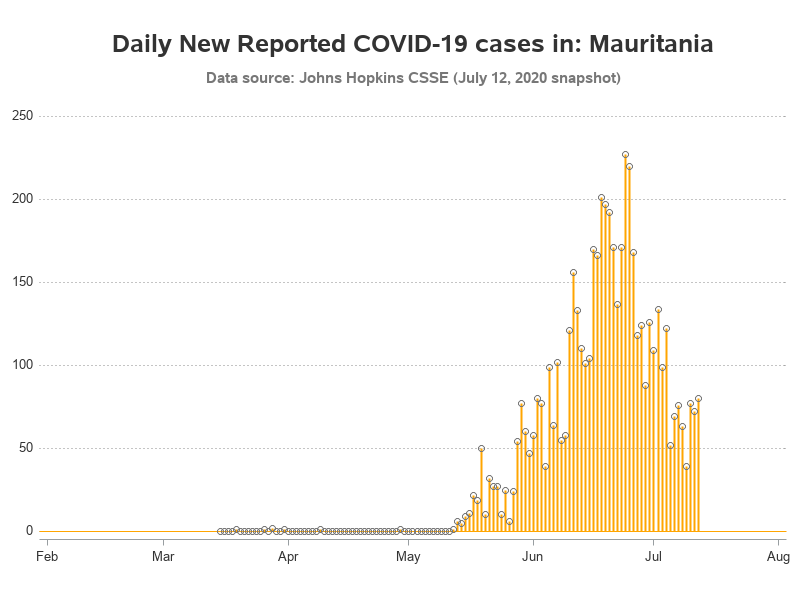 Daily New Reported COVID-19 cases in: Mauritania
Data source: Johns Hopkins CSSE (July 12, 2020 snapshot)
250
200
150
100
50
0
Feb Mar Apr May Jun Jul Aug